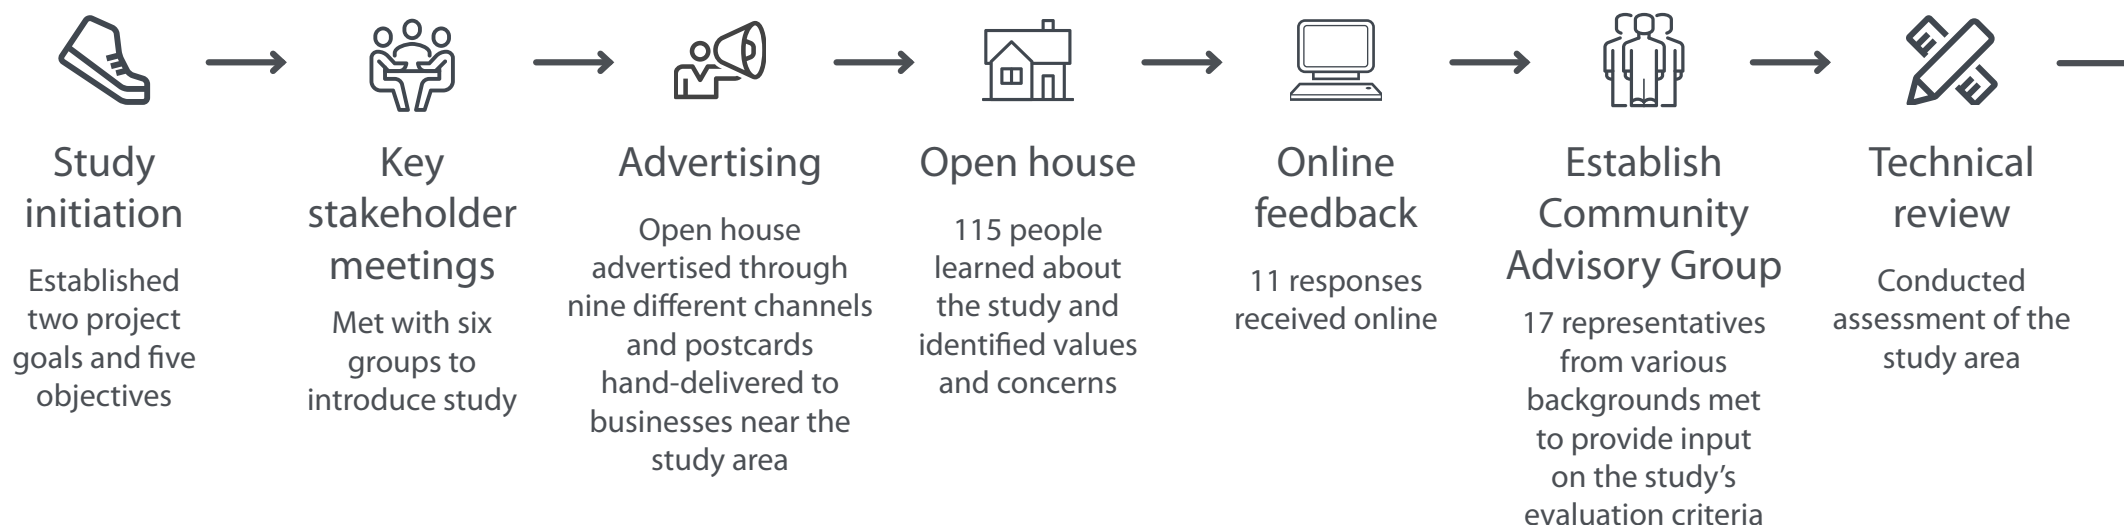 Study
initiation
Established
two project
goals and five
objectives
Key
stakeholder
meetings
Met with six
groups to
introduce study
Advertising
Open house
advertised through
nine different channels
and postcards
hand-delivered to
businesses near the
study area
Open house
115 people
learned about
the study and
identified values
and concerns
Online
feedback
11 responses
received online
Establish
Community
Advisory Group
17 representatives
from various
backgrounds met
to provide input
on the study’s
evaluation criteria
Technical
review
Conducted
assessment of the
study area